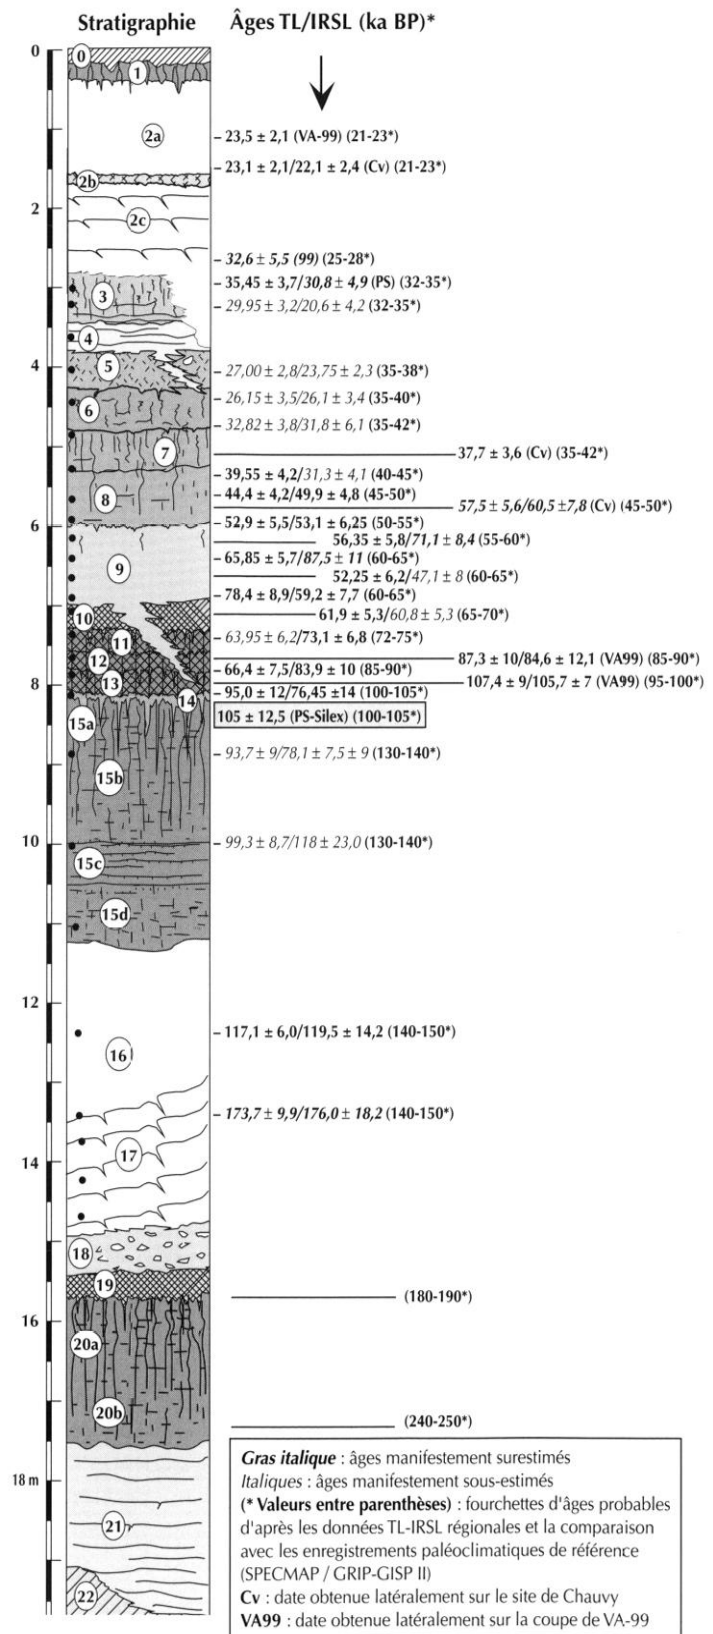 Stratigraphie Âges TL/IRSL (ka BP)*
0
0
1
2a
– 23,5 ± 2,1 (VA-99) (21-23*)
– 23,1 ± 2,1/22,1 ± 2,4 (Cv) (21-23*)
2b
2
2c
– 32,6 ± 5,5 (99) (25-28*)
– 35,45 ± 3,7/30,8 ± 4,9 (PS) (32-35*)
3
– 29,95 ± 3,2/20,6 ± 4,2 (32-35*)
4
4
5
– 27,00 ± 2,8/23,75 ± 2,3 (35-38*)
– 26,15 ± 3,5/26,1 ± 3,4 (35-40*)
6
– 32,82 ± 3,8/31,8 ± 6,1 (35-42*)
7
37,7 ± 3,6 (Cv) (35-42*)
– 39,55 ± 4,2/31,3 ± 4,1 (40-45*)
– 44,4 ± 4,2/49,9 ± 4,8 (45-50*)
8
57,5 ± 5,6/60,5 ±7,8 (Cv) (45-50*)
6
– 52,9 ± 5,5/53,1 ± 6,25 (50-55*)
56,35 ± 5,8/71,1 ± 8,4 (55-60*)
– 65,85 ± 5,7/87,5 ± 11 (60-65*)
9
52,25 ± 6,2/47,1 ± 8 (60-65*)
– 78,4 ± 8,9/59,2 ± 7,7 (60-65*)
10
61,9 ± 5,3/60,8 ± 5,3 (65-70*)
11
– 63,95 ± 6,2/73,1 ± 6,8 (72-75*)
12
87,3 ± 10/84,6 ± 12,1 (VA99) (85-90*)
– 66,4 ± 7,5/83,9 ± 10 (85-90*)
13
107,4 ± 9/105,7 ± 7 (VA99) (95-100*)
8
14
– 95,0 ± 12/76,45 ±14 (100-105*)
15a
105 ± 12,5 (PS-Silex) (100-105*)
– 93,7 ± 9/78,1 ± 7,5 ± 9 (130-140*)
15b
10
– 99,3 ± 8,7/118 ± 23,0 (130-140*)
15c
15d
12
– 117,1 ± 6,0/119,5 ± 14,2 (140-150*)
16
– 173,7 ± 9,9/176,0 ± 18,2 (140-150*)
17
14
18
19
(180-190*)
16
20a
20b
(240-250*)
18 m
21
22
Gras italique : âges manifestement surestimés
Italiques : âges manifestement sous-estimés
(* Valeurs entre parenthèses) : fourchettes d'âges probables
d'après les données TL-IRSL régionales et la comparaison
avec les enregistrements paléoclimatiques de référence
(SPECMAP / GRIP-GISP II)
Cv : date obtenue latéralement sur le site de Chauvy
VA99 : date obtenue latéralement sur la coupe de VA-99